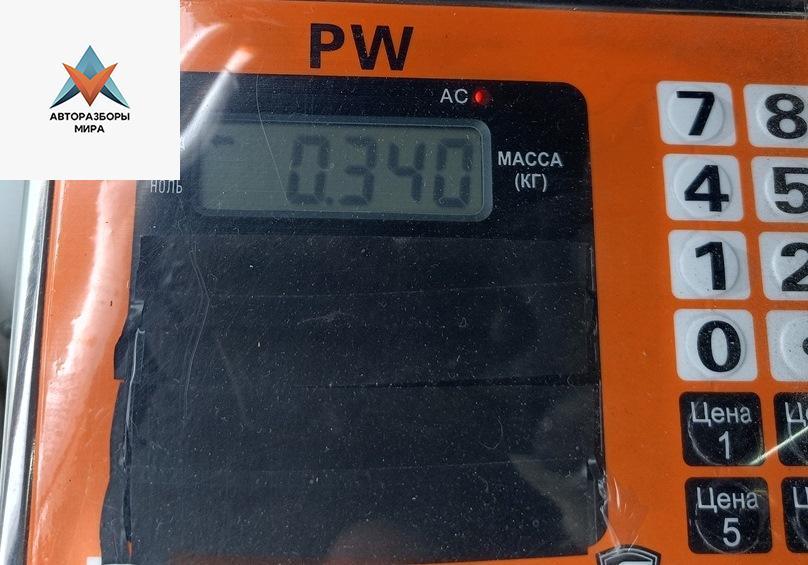 АВТОРАЗБОРЫ
МИРА
PW
AC
0.340
МАССА
(КГ)
НОЛЬ
7
8
4
5
1
2
0
Цена
1
Цена
5